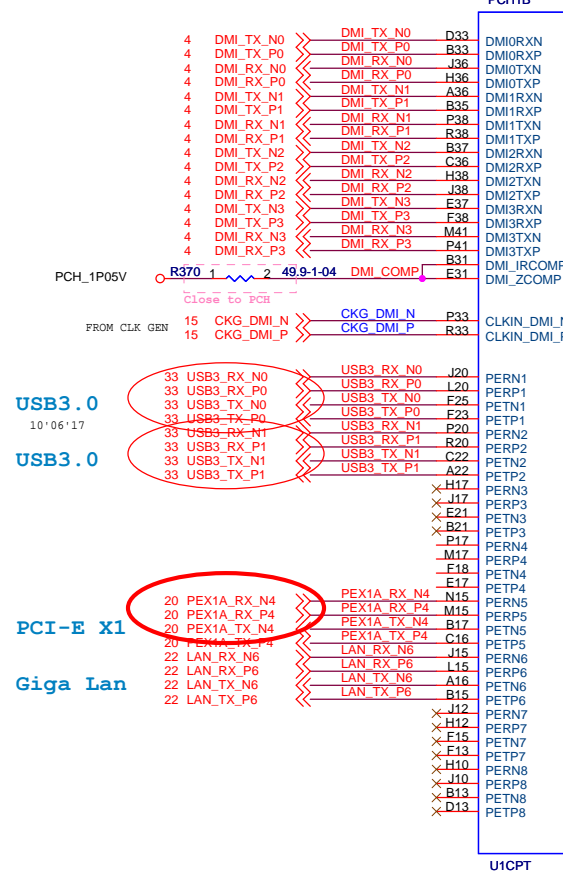 PCH1B
4 DMI_TX_N0 DMI_TX_N0 D33 DMI0RXN
4 DMI_TX_P0 DMI_TX_P0 B33 DMI0RXP
4 DMI_RX_N0 DMI_RX_N0 J36 DMI0TXN
4 DMI_RX_P0 DMI_RX_P0 H36 DMI0TXP
4 DMI_TX_N1 DMI_TX_N1 A36 DMI1RXN
4 DMI_TX_P1 DMI_TX_P1 B35 DMI1RXP
4 DMI_RX_N1 DMI_RX_N1 P38 DMI1TXN
4 DMI_RX_P1 DMI_RX_P1 R38 DMI1TXP
4 DMI_TX_N2 DMI_TX_N2 B37 DMI2RXN
4 DMI_TX_P2 DMI_TX_P2 C36 DMI2RXP
4 DMI_RX_N2 DMI_RX_N2 H38 DMI2TXN
4 DMI_RX_P2 DMI_RX_P2 J38 DMI2TXP
4 DMI_TX_N3 DMI_TX_N3 E37 DMI3RXN
4 DMI_TX_P3 DMI_TX_P3 F38 DMI3RXP
4 DMI_RX_N3 DMI_RX_N3 M41 DMI3TXN
4 DMI_RX_P3 DMI_RX_P3 P41 DMI3TXP
B31 DMI_IRCOMP
PCH_1P05V R370 1 2 49.9-1-04 DMI_COMP E31 DMI_ZCOMP
Close to PCH
FROM CLK GEN 15 CKG_DMI_N CKG_DMI_N P33 CLKIN_DMI_N
15 CKG_DMI_P CKG_DMI_P R33 CLKIN_DMI_P
33 USB3_RX_N0 USB3_RX_N0 J20 PERN1
33 USB3_RX_P0 USB3_RX_P0 L20 PERP1
USB3.0 33 USB3_TX_N0 USB3_TX_N0 F25 PETN1
10'06'17 33 USB3_TX_P0 USB3_TX_P0 F23 PETP1
33 USB3_RX_N1 USB3_RX_N1 P20 PERN2
33 USB3_RX_P1 USB3_RX_P1 R20 PERP2
USB3.0 33 USB3_TX_N1 USB3_TX_N1 C22 PETN2
33 USB3_TX_P1 USB3_TX_P1 A22 PETP2
H17 PERN3
J17 PERP3
E21 PETN3
B21 PETP3
P17 PERN4
M17 PERP4
F18 PETN4
E17 PETP4
20 PEX1A_RX_N4 PEX1A_RX_N4 N15 PERN5
20 PEX1A_RX_P4 PEX1A_RX_P4 M15 PERP5
PCI-E X1 20 PEX1A_TX_N4 PEX1A_TX_N4 B17 PETN5
20 PEX1A_TX_P4 PEX1A_TX_P4 C16 PETP5
22 LAN_RX_N6 LAN_RX_N6 J15 PERN6
22 LAN_RX_P6 LAN_RX_P6 L15 PERP6
Giga Lan 22 LAN_TX_N6 LAN_TX_N6 A16 PETN6
22 LAN_TX_P6 LAN_TX_P6 B15 PETP6
J12 PERN7
H12 PERP7
F15 PETN7
F13 PETP7
H10 PERN8
J10 PERP8
B13 PETN8
D13 PETP8
U1CPT